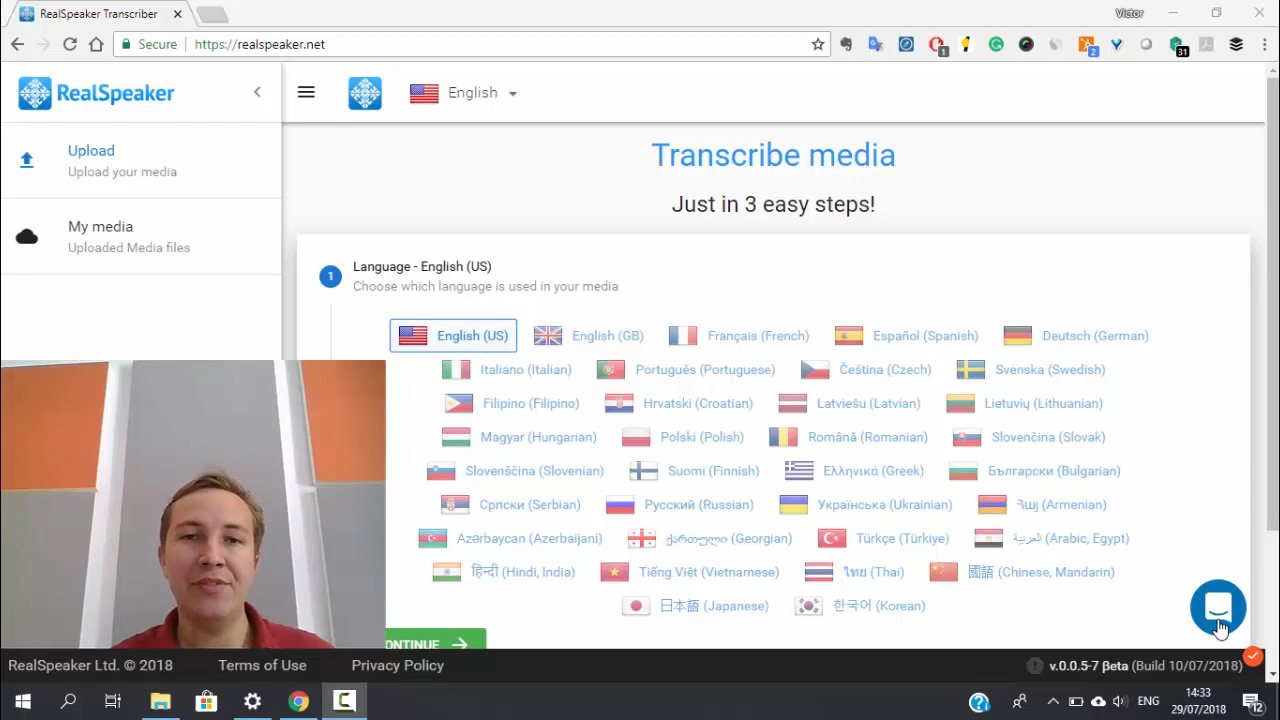 RealSpeaker Transcriber
Victor
Secure
https://realspeaker.net
1
2
31
RealSpeaker
English
Upload
Upload your media
My media
Uploaded Media files
Transcribe media
Just in 3 easy steps!
1
Language - English (US)
Choose which language is used in your media
English (US)
English (GB)
Français (French)
Español (Spanish)
Deutsch (German)
Italiano (Italian)
Português (Portuguese)
Čeština (Czech)
Svenska (Swedish)
Filipino (Filipino)
Hrvatski (Croatian)
Latviešu (Latvian)
Lietuvių (Lithuanian)
Magyar (Hungarian)
Polski (Polish)
Română (Romanian)
Slovenčina (Slovak)
Slovenščina (Slovenian)
Suomi (Finnish)
Ελληνικά (Greek)
Български (Bulgarian)
Српски (Serbian)
Русский (Russian)
Українська (Ukrainian)
Հայ (Armenian)
Azərbaycan (Azerbaijani)
ქართული (Georgian)
Türkçe (Türkiye)
العربية (Arabic, Egypt)
हिन्दी (Hindi, India)
Tiếng Việt (Vietnamese)
ไทย (Thai)
國語 (Chinese, Mandarin)
日本語 (Japanese)
한국어 (Korean)
ONTINUE
RealSpeaker Ltd. © 2018
Terms of Use
Privacy Policy
v.0.0.5-7 βeta (Build 10/07/2018)
ENG
14:33
29/07/2018
12